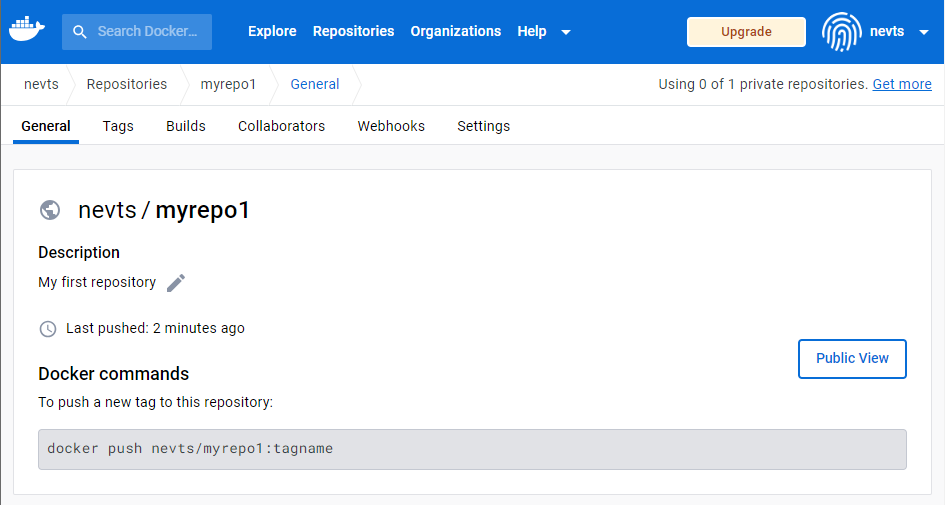 Search Docker... Explore Repositories Organizations Help Upgrade nevts
nevts Repositories myrepo1 General Using 0 of 1 private repositories. Get more
General Tags Builds Collaborators Webhooks Settings
nevts / myrepo1
Description
My first repository
Last pushed: 2 minutes ago
Public View
Docker commands
To push a new tag to this repository:
docker push nevts/myrepo1:tagname